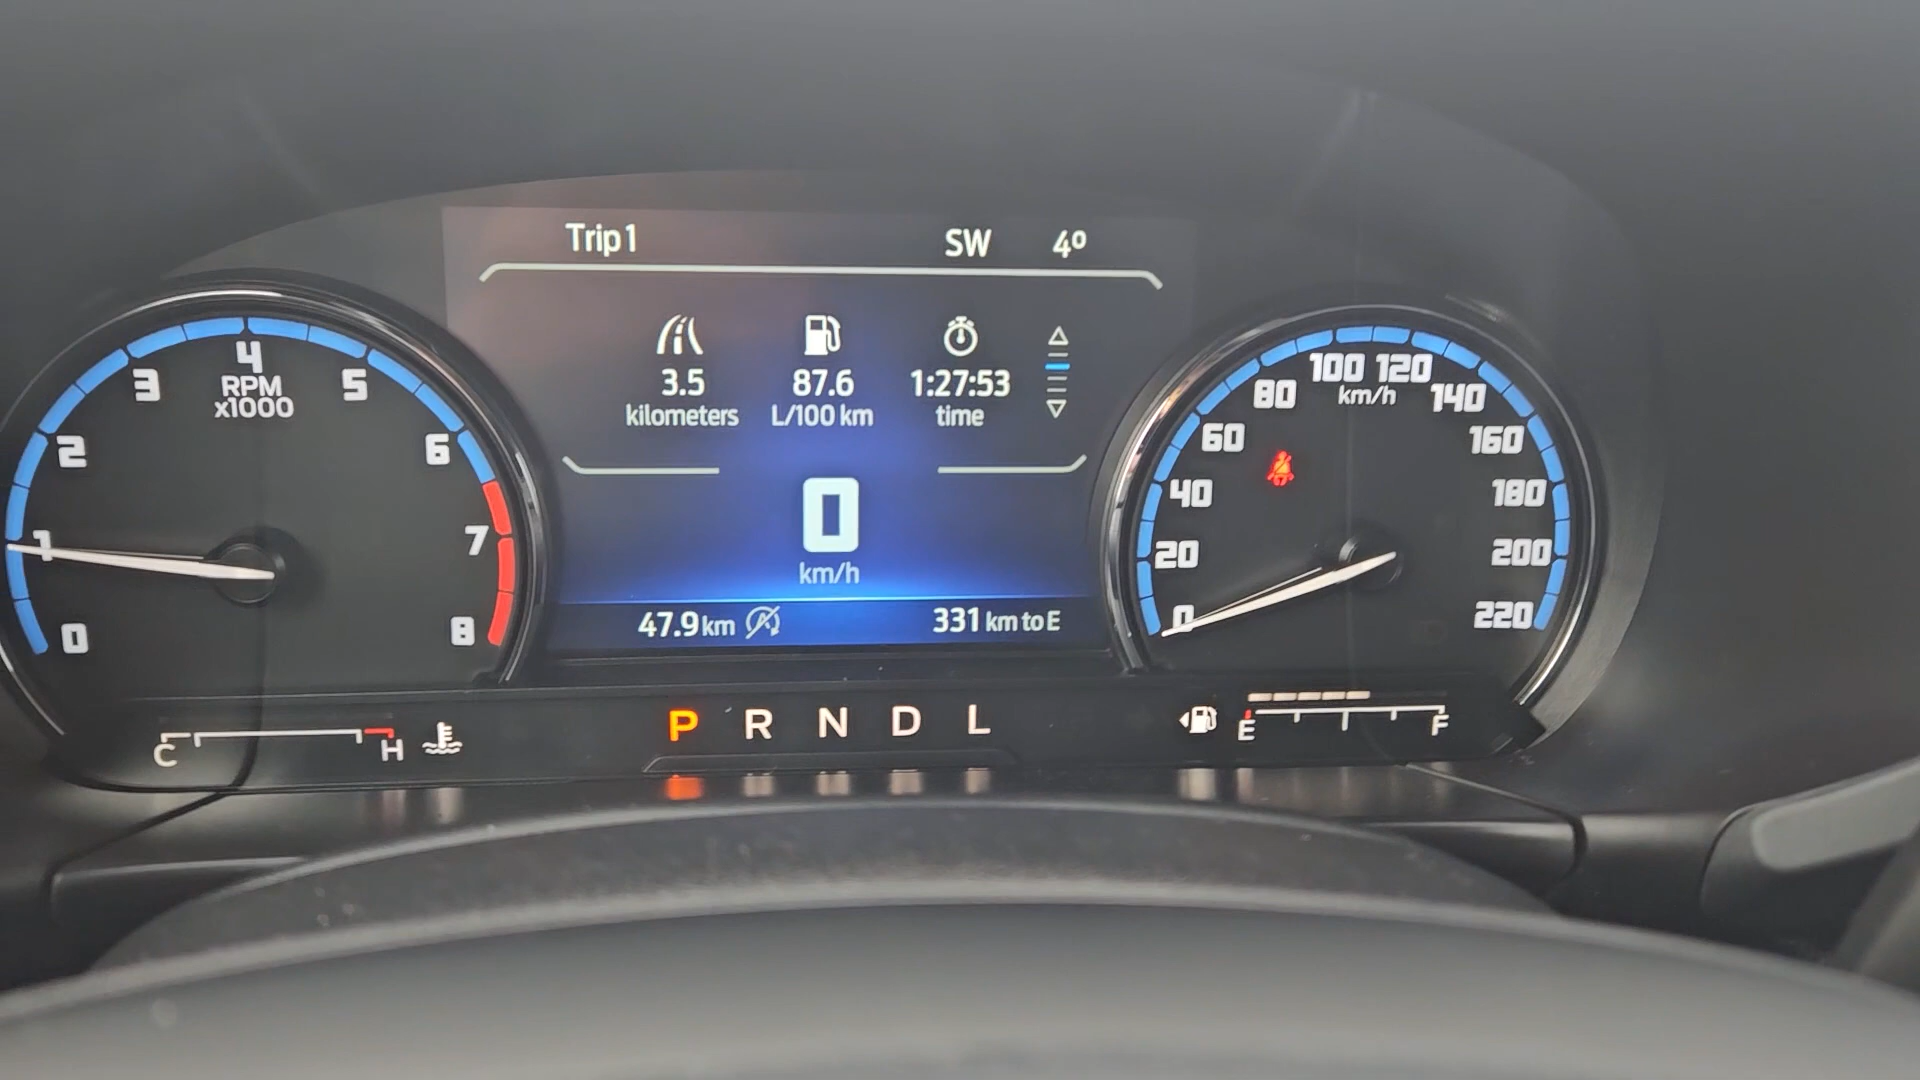 Trip 1
SW 4°
3.5 87.6 1:27:53
kilometers L/100 km time
0
km/h
47.9 km
331 km to E
0 1 2 3 4 5 6 7 8
RPM
x1000
0 20 40 60 80 100 120 140 160 180 200 220
km/h
C H
P R N D L
E F